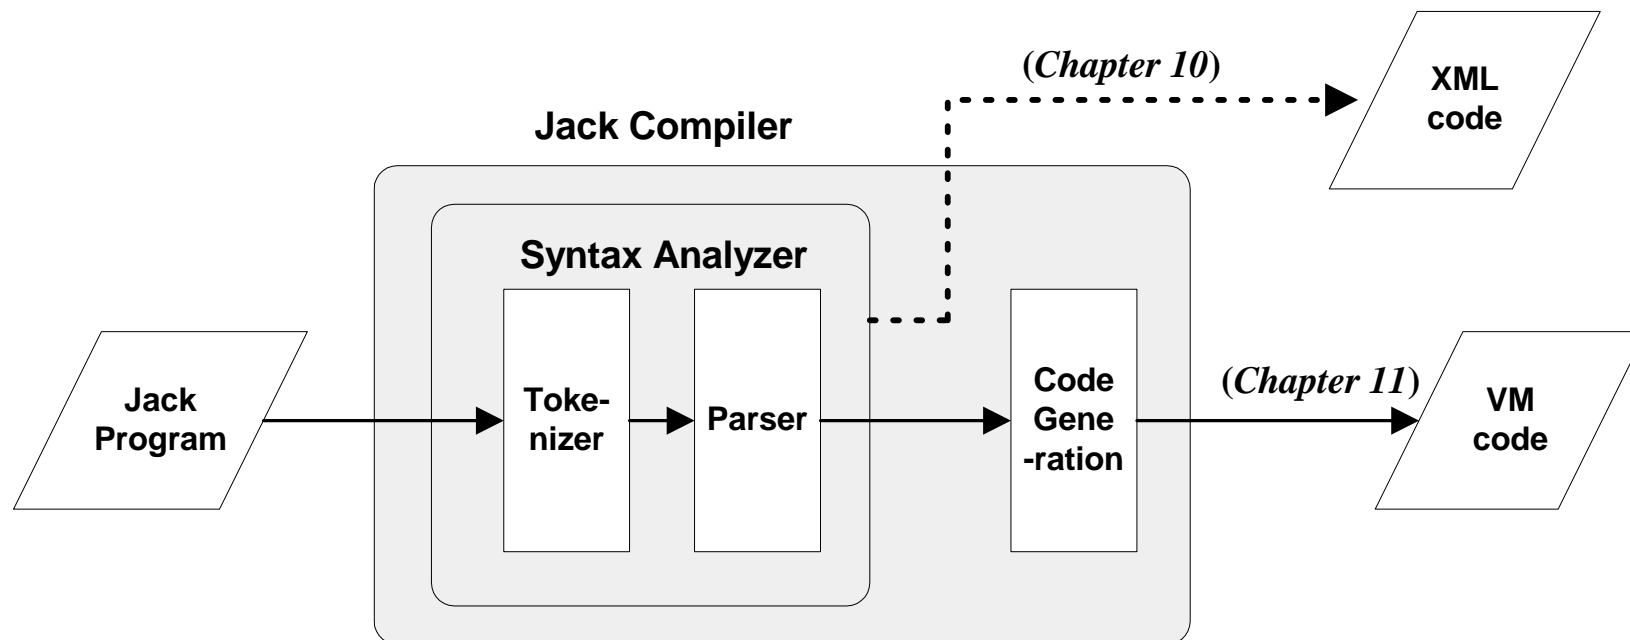 (Chapter 10)
XML
code
Jack Compiler
Syntax Analyzer
Jack
Program
Toke-
nizer
Parser
Code
Gene
-ration
(Chapter 11)
VM
code